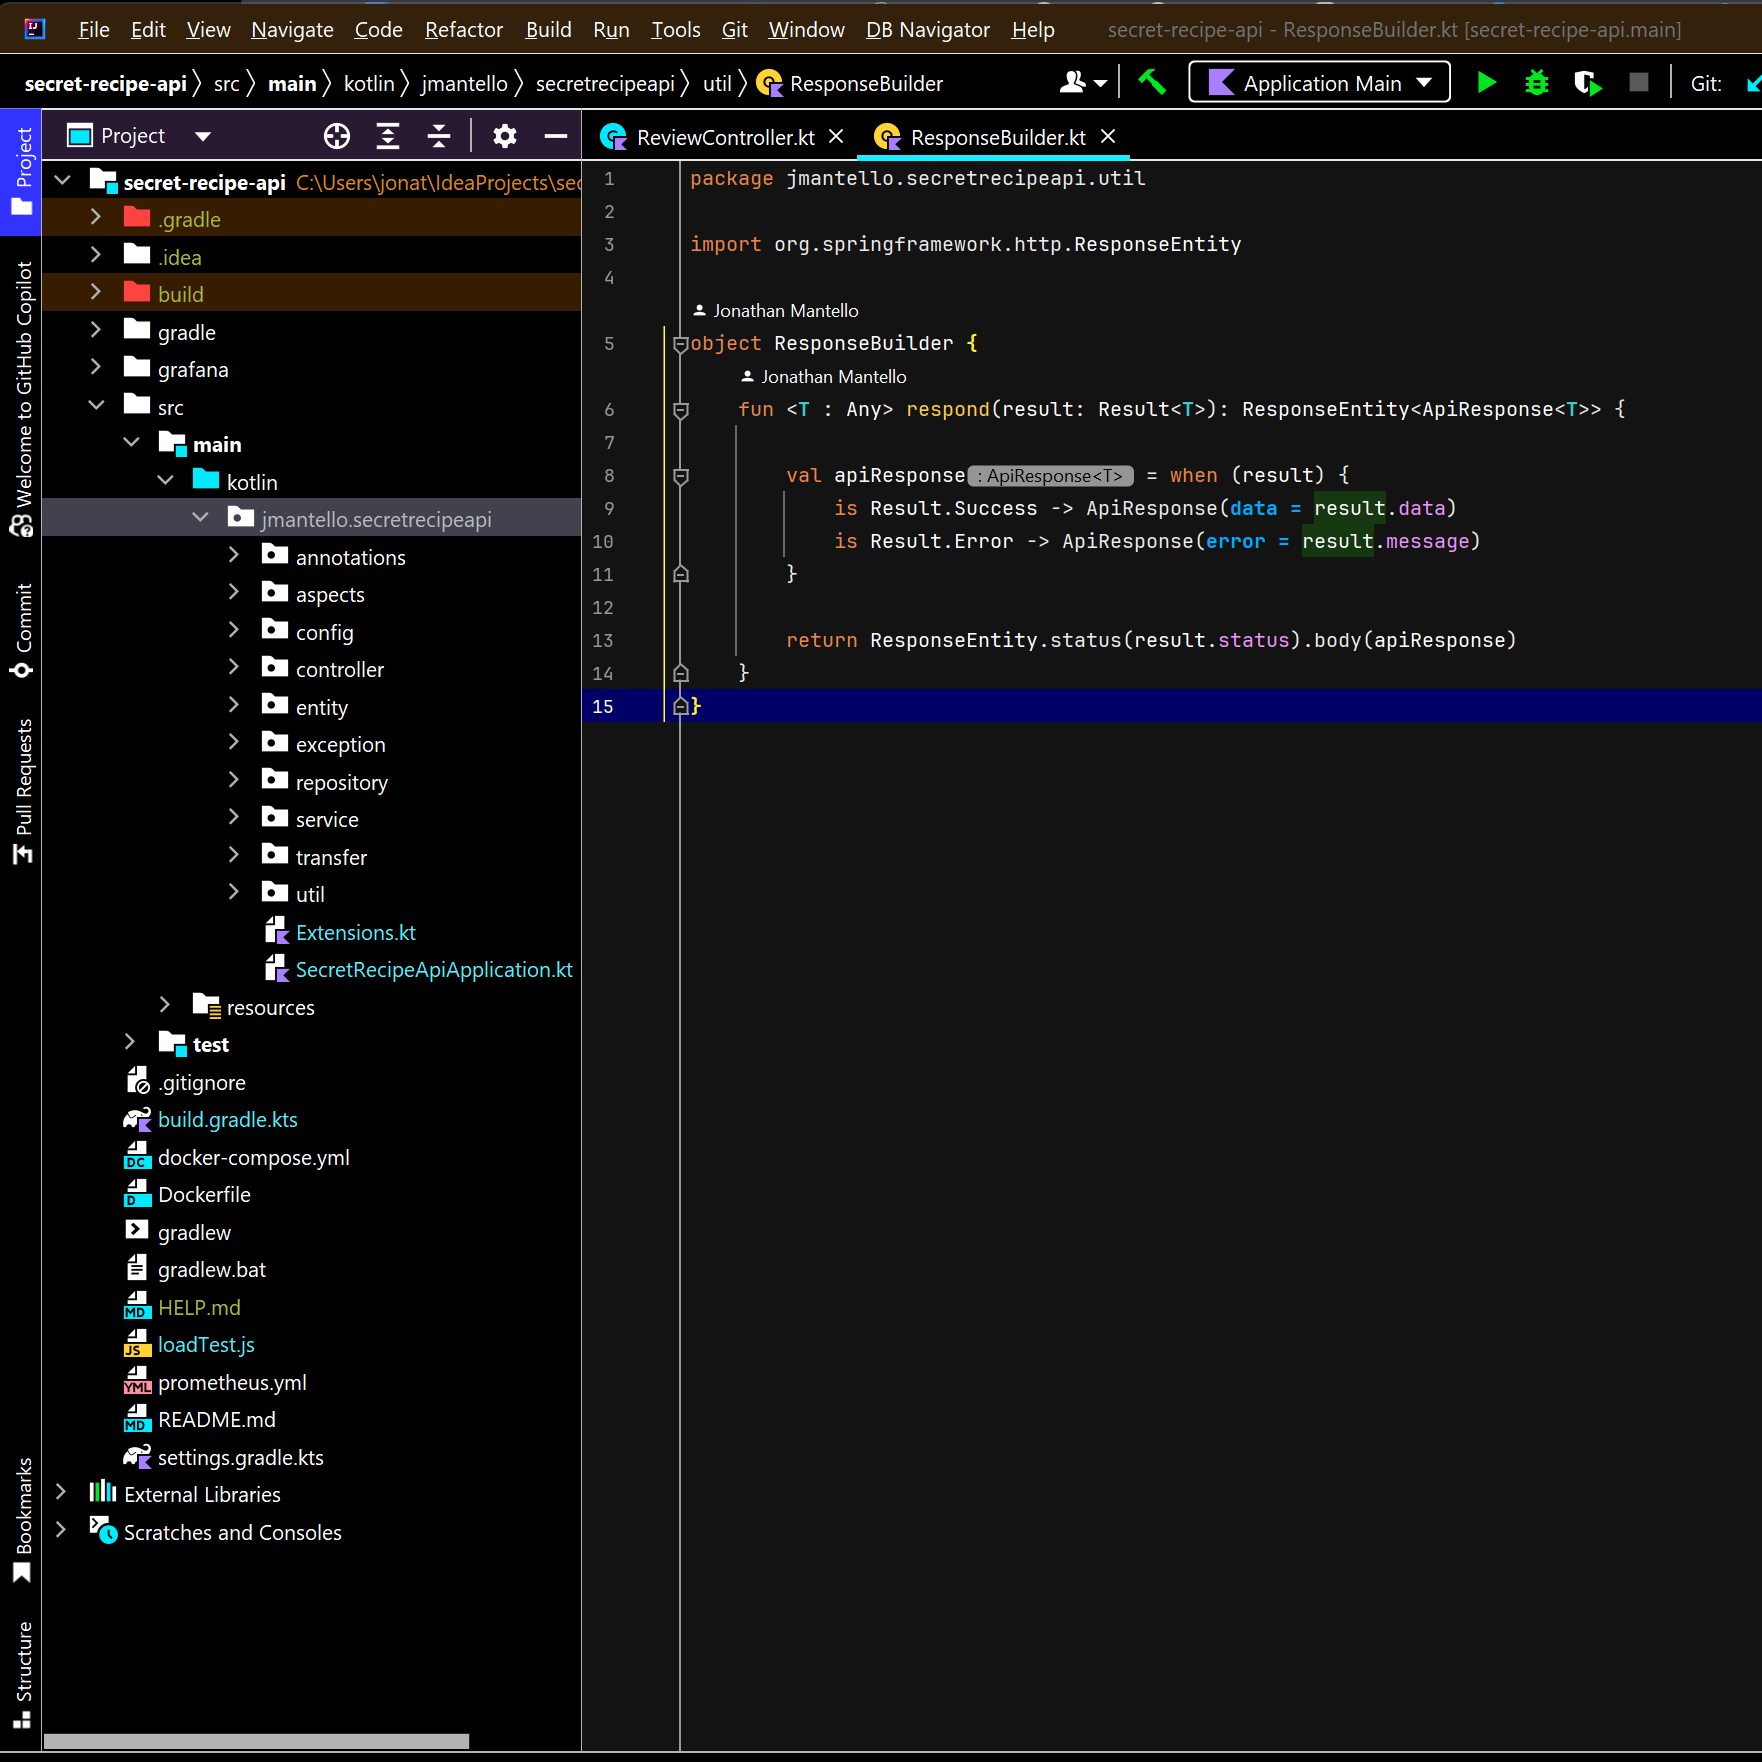 File Edit View Navigate Code Refactor Build Run Tools Git Window DB Navigator Help secret-recipe-api - ResponseBuilder.kt [secret-recipe-api.main]
secret-recipe-api src main kotlin jmantello secretrecipeapi util ResponseBuilder Application Main Git:
Project
Welcome to GitHub Copilot
Commit
Pull Requests
Bookmarks
Structure
Project
secret-recipe-api C:\Users\jonat\IdeaProjects\sec
.gradle
.idea
build
gradle
grafana
src
main
kotlin
jmantello.secretrecipeapi
annotations
aspects
config
controller
entity
exception
repository
service
transfer
util
Extensions.kt
SecretRecipeApiApplication.kt
resources
test
.gitignore
build.gradle.kts
docker-compose.yml
Dockerfile
gradlew
gradlew.bat
HELP.md
loadTest.js
prometheus.yml
README.md
settings.gradle.kts
External Libraries
Scratches and Consoles
ReviewController.kt ResponseBuilder.kt
1 package jmantello.secretrecipeapi.util
2
3 import org.springframework.http.ResponseEntity
4
Jonathan Mantello
5 object ResponseBuilder {
Jonathan Mantello
6 fun <T : Any> respond(result: Result<T>): ResponseEntity<ApiResponse<T>> {
7
8 val apiResponse : ApiResponse<T> = when (result) {
9 is Result.Success -> ApiResponse(data = result.data)
10 is Result.Error -> ApiResponse(error = result.message)
11 }
12
13 return ResponseEntity.status(result.status).body(apiResponse)
14 }
15 }